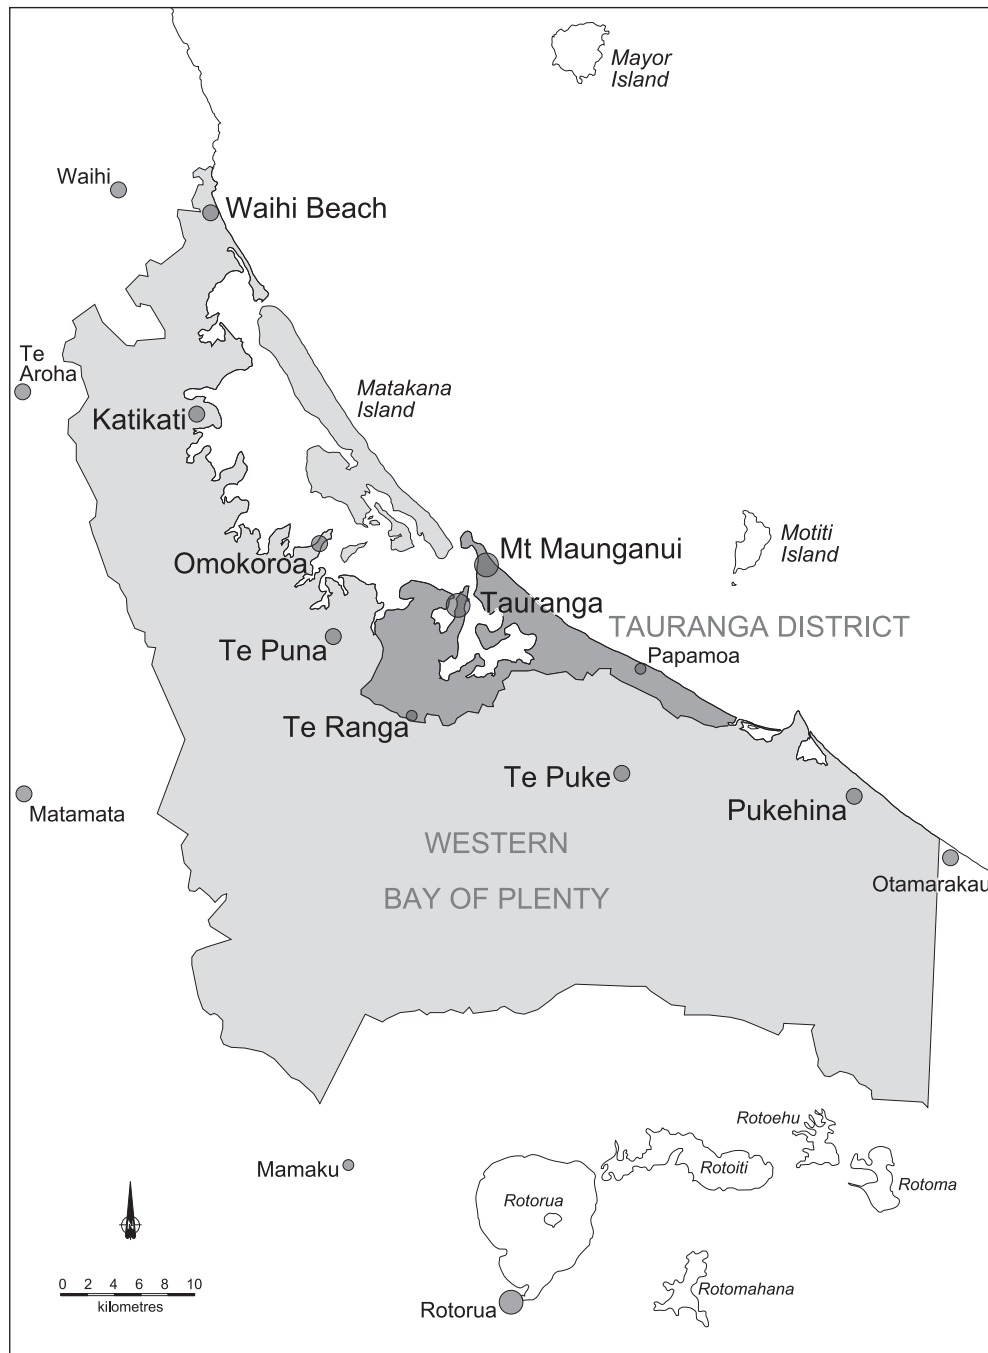 Mayor
Island
Waihi
Waihi Beach
Te
Aroha
Matakana
Island
Katikati
Motiti
Island
Mt Maunganui
Omokoroa
Tauranga
TAURANGA DISTRICT
Te Puna
Papamoa
Te Ranga
Te Puke
Matamata
Pukehina
WESTERN
BAY OF PLENTY
Otamarakau
Rotoehu
Mamaku
Rotoiti
Rotoma
Rotorua
N
0 2 4 6 8 10
kilometres
Rotomahana
Rotorua